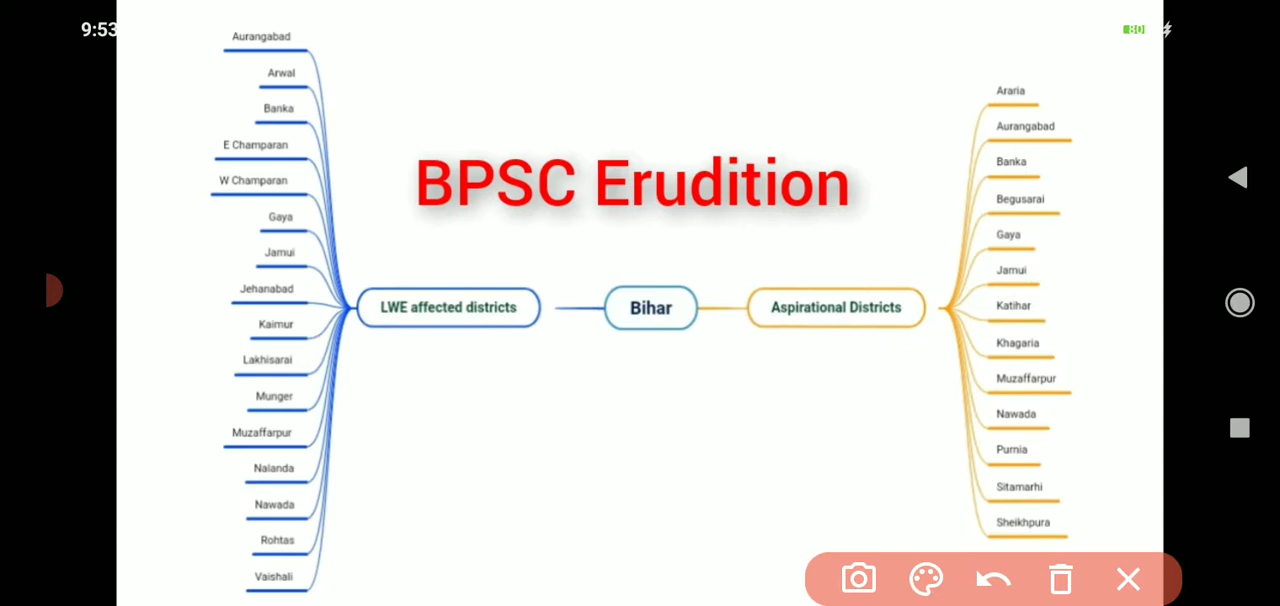 9:53
80
BPSC Erudition
Aurangabad
Arwal
Banka
E Champaran
W Champaran
Gaya
Jamui
Jehanabad
Kaimur
Lakhisarai
Munger
Muzaffarpur
Nalanda
Nawada
Rohtas
Vaishali
LWE affected districts
Bihar
Aspirational Districts
Araria
Aurangabad
Banka
Begusarai
Gaya
Jamui
Katihar
Khagaria
Muzaffarpur
Nawada
Purnia
Sitamarhi
Sheikhpura